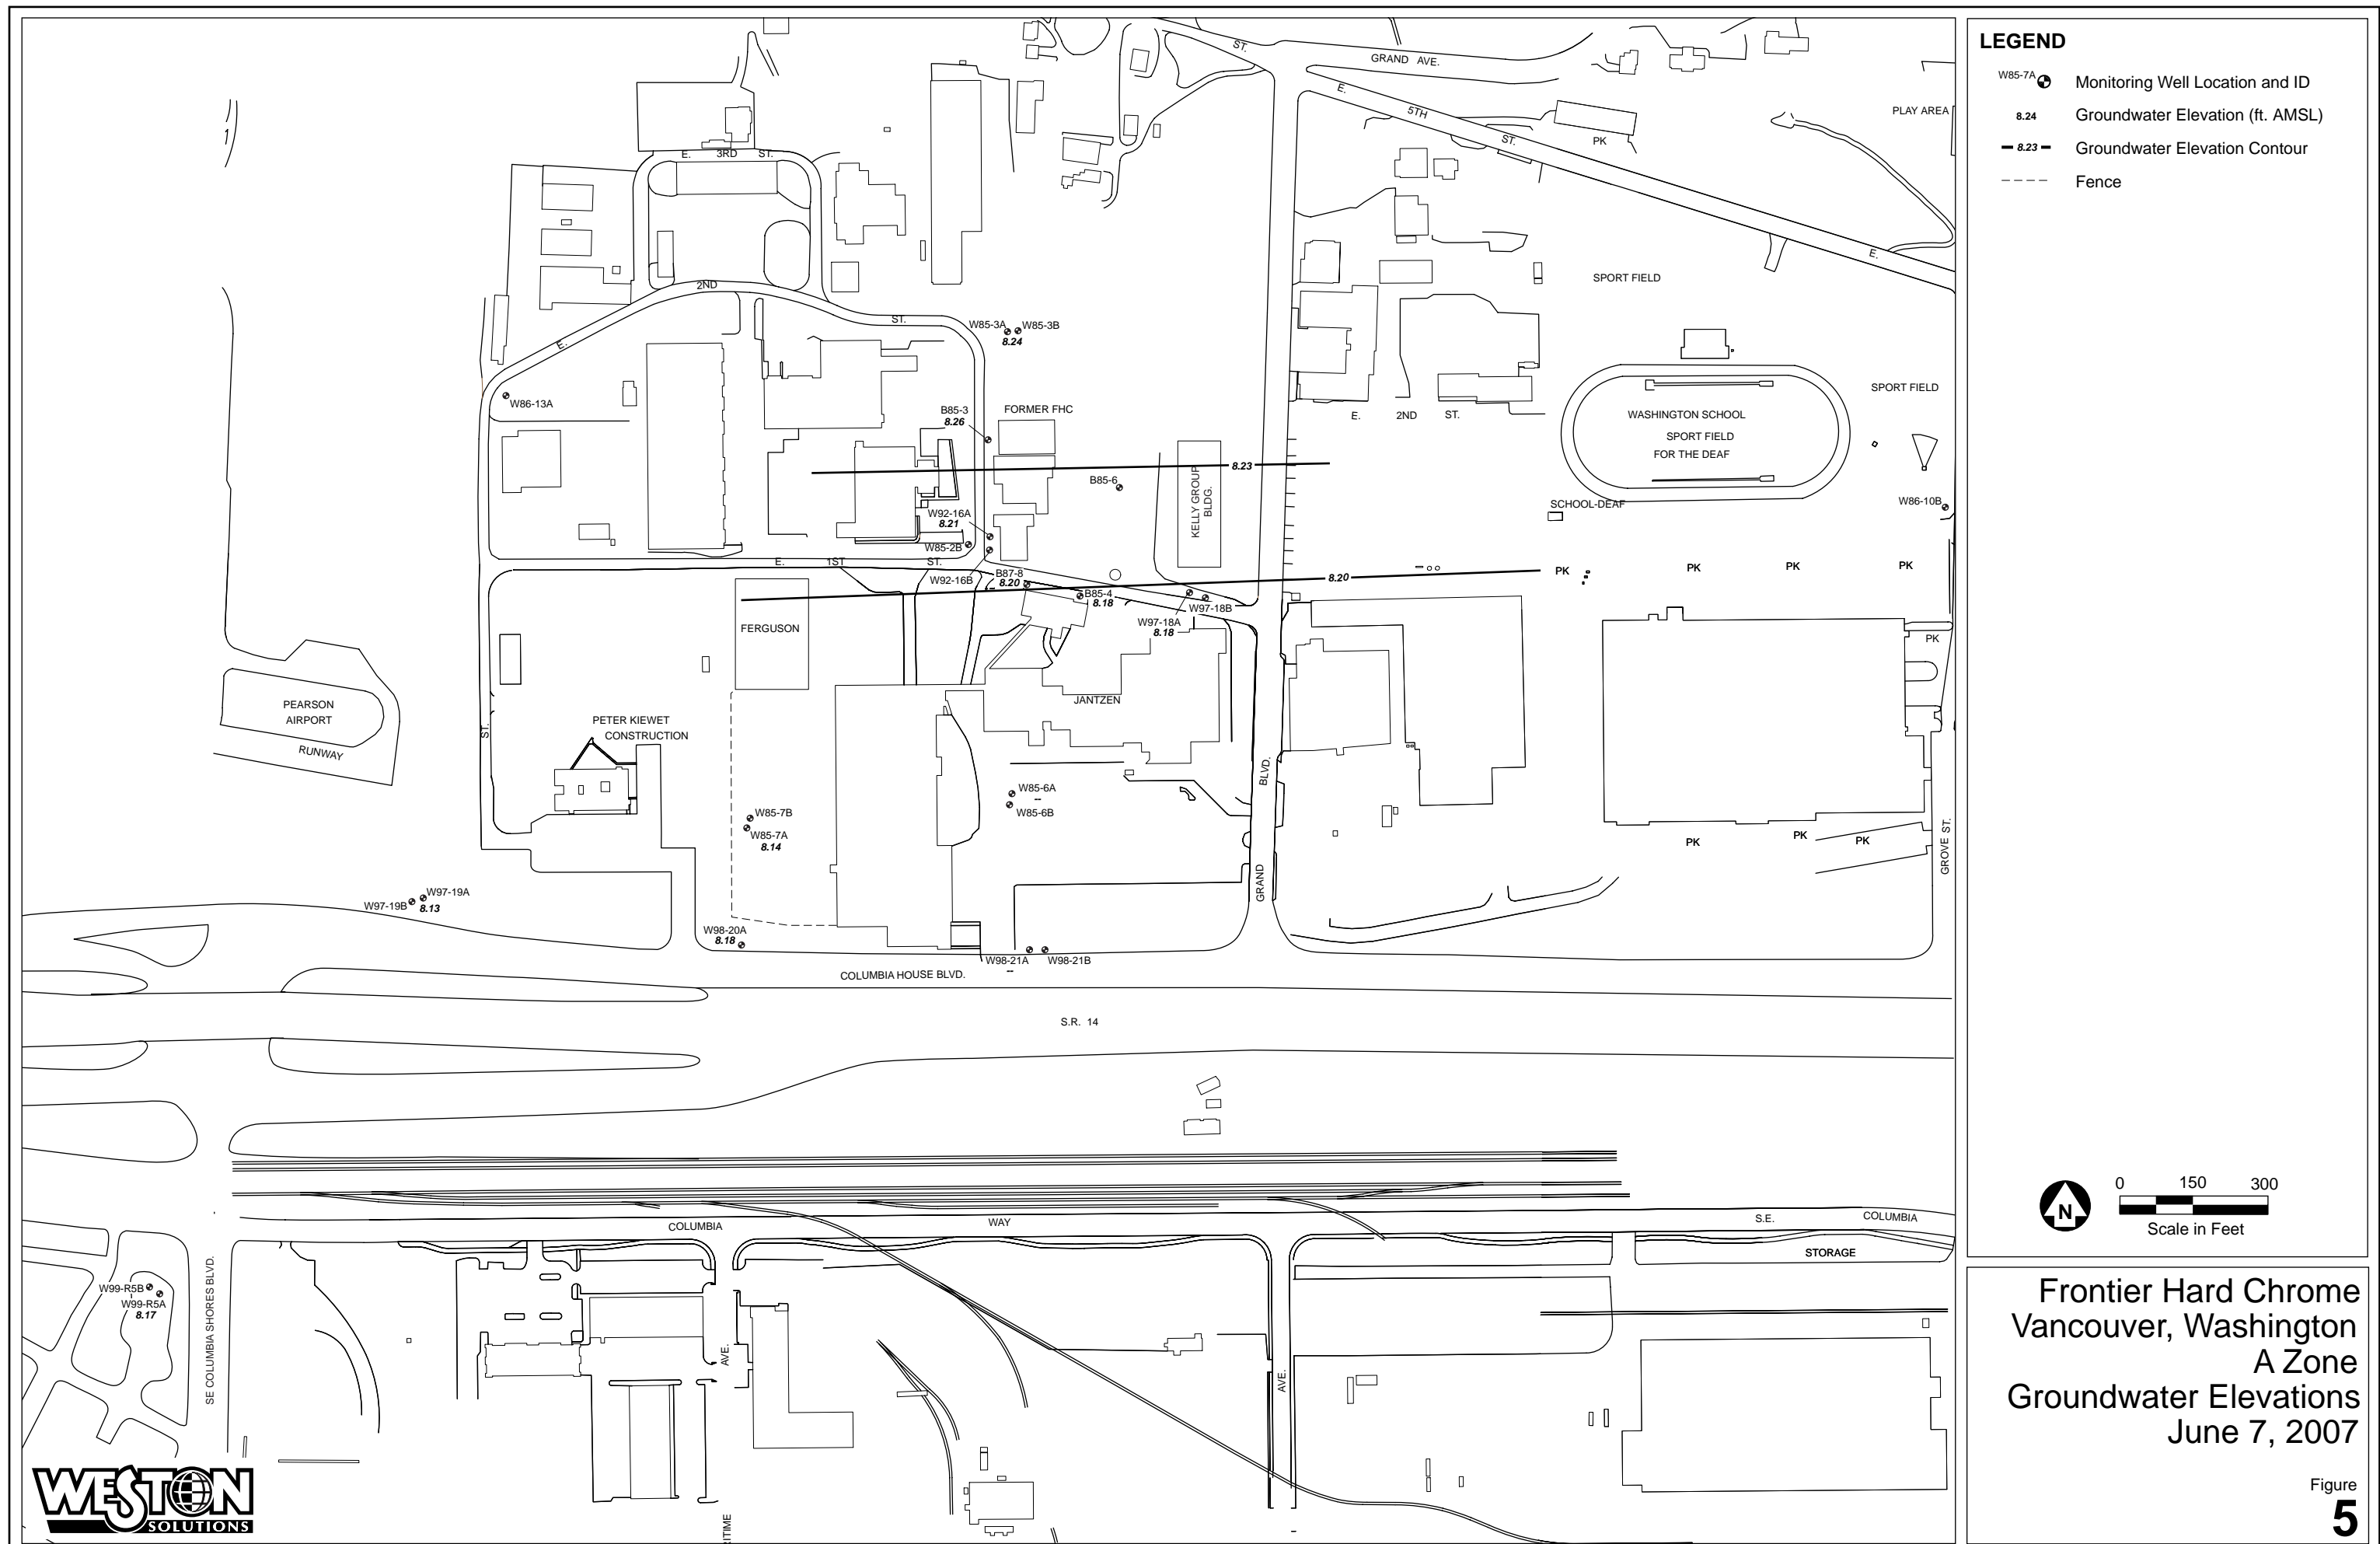 ST.
GRAND AVE.
E.
5TH
ST.
PK
E.
PLAY AREA
E. 3RD ST.
2ND
ST.
E.
SPORT FIELD
W85-3A
W85-3B
8.24
W86-13A
B85-3
8.26
FORMER FHC
E. 2ND ST.
SPORT FIELD
WASHINGTON SCHOOL
SPORT FIELD
FOR THE DEAF
8.23
B85-6
KELLY GROUP
BLDG.
SCHOOL-DEAF
W86-10B
W92-16A
8.21
W85-2B
E. 1ST ST.
W92-16B
B87-8
8.20
B85-4
8.18
8.20
PK
PK
PK
PK
W97-18B
W97-18A
8.18
FERGUSON
PK
JANTZEN
PEARSON
AIRPORT
RUNWAY
ST.
PETER KIEWET
CONSTRUCTION
BLVD.
W85-6A
--
W85-6B
W85-7B
W85-7A
8.14
PK
PK
PK
GROVE ST.
GRAND
W97-19A
W97-19B
8.13
W98-20A
8.18
W98-21A
--
W98-21B
COLUMBIA HOUSE BLVD.
S.R. 14
COLUMBIA WAY
S.E. COLUMBIA
STORAGE
W99-R5B
W99-R5A
8.17
SE COLUMBIA SHORES BLVD.
AVE.
AVE.
WESTON
SOLUTIONS
LEGEND
W85-7A Monitoring Well Location and ID
8.24 Groundwater Elevation (ft. AMSL)
8.23 Groundwater Elevation Contour
Fence
N
0 150 300
Scale in Feet
Frontier Hard Chrome
Vancouver, Washington
A Zone
Groundwater Elevations
June 7, 2007
Figure
5